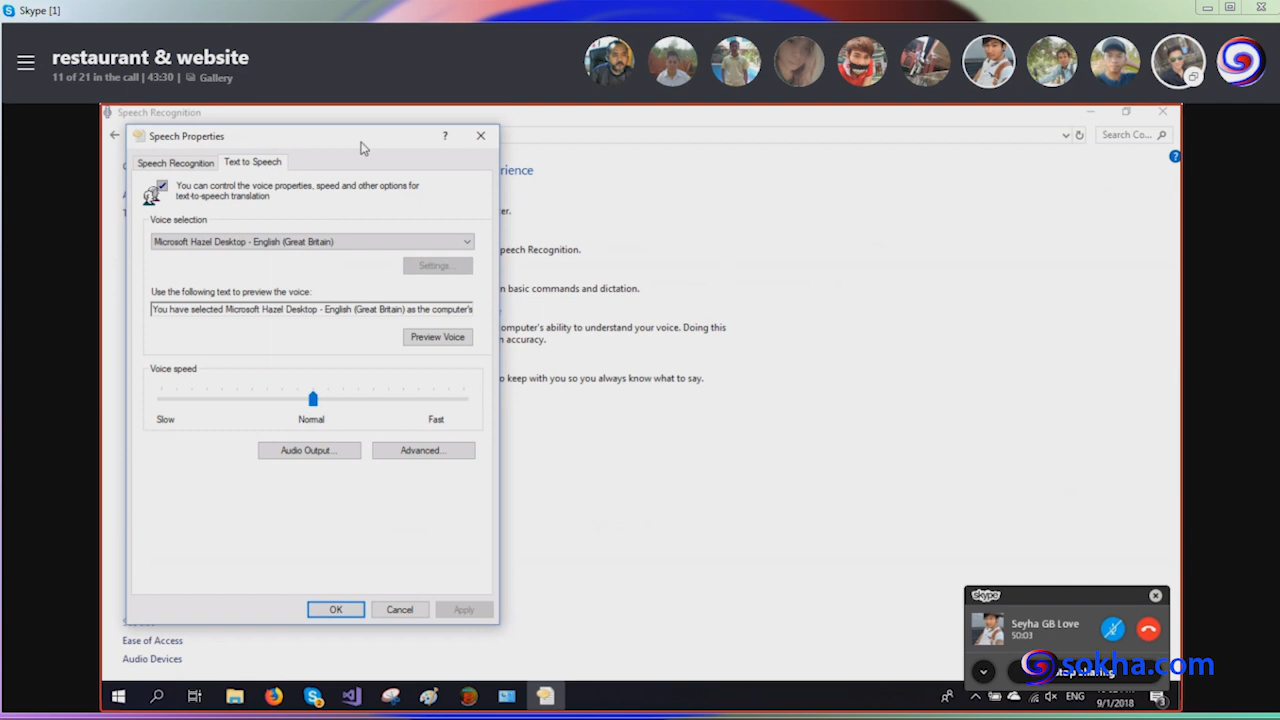 Skype [1]
restaurant & website
11 of 21 in the call | 43:30 | Gallery
Speech Recognition
Search Co...
Speech Properties
?
Speech Recognition
Text to Speech
You can control the voice properties, speed and other options for
text-to-speech translation
Voice selection
Microsoft Hazel Desktop - English (Great Britain)
Settings...
Use the following text to preview the voice:
You have selected Microsoft Hazel Desktop - English (Great Britain) as the computer's
Preview Voice
Voice speed
Slow
Normal
Fast
Audio Output...
Advanced...
OK
Cancel
Apply
rience
er.
peech Recognition.
n basic commands and dictation.
omputer's ability to understand your voice. Doing this
n accuracy.
o keep with you so you always know what to say.
Ease of Access
Audio Devices
skype
Seyha GB Love
50:03
sokha.com
ENG
9/1/2018
3